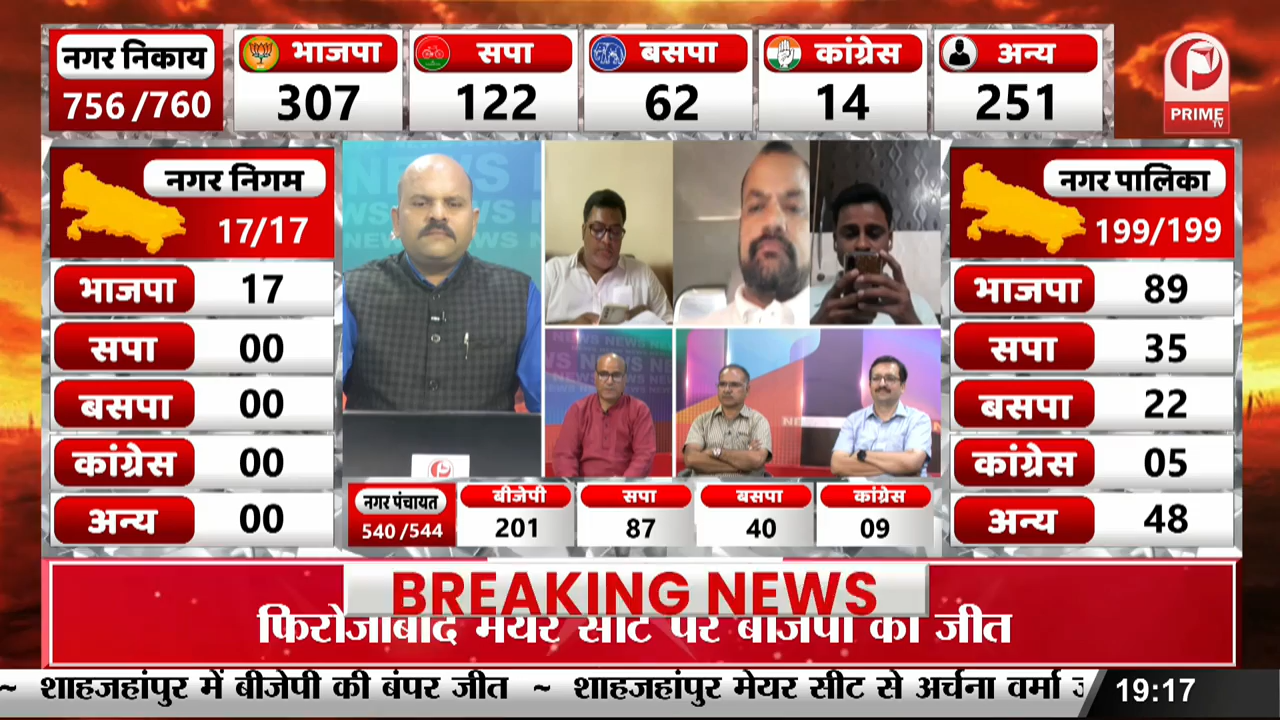 नगर निकाय
756 /760
भाजपा
307
सपा
122
बसपा
62
कांग्रेस
14
अन्य
251
PRIME
TV
नगर निगम
17/17
भाजपा 17
सपा 00
बसपा 00
कांग्रेस 00
अन्य 00
NEWS
नगर पालिका
199/199
भाजपा 89
सपा 35
बसपा 22
कांग्रेस 05
अन्य 48
नगर पंचायत
540 /544
बीजेपी
201
सपा
87
बसपा
40
कांग्रेस
09
BREAKING NEWS
फिरोजाबाद मेयर सीट पर बीजेपी की जीत
~ शाहजहांपुर में बीजेपी की बंपर जीत ~ शाहजहांपुर मेयर सीट से अर्चना वर्मा
19:17